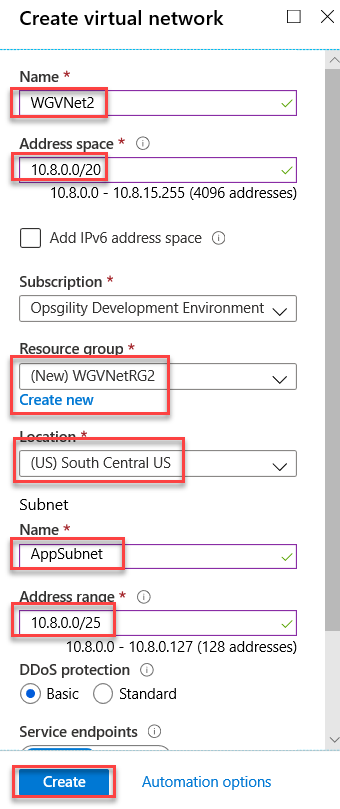 Create virtual network
Name *
WGVNet2
Address space *
10.8.0.0/20
10.8.0.0 - 10.8.15.255 (4096 addresses)
Add IPv6 address space
Subscription *
Opsgility Development Environment
Resource group *
(New) WGVNetRG2
Create new
Location *
(US) South Central US
Subnet
Name *
AppSubnet
Address range *
10.8.0.0/25
10.8.0.0 - 10.8.0.127 (128 addresses)
DDoS protection
Basic Standard
Service endpoints
Create Automation options